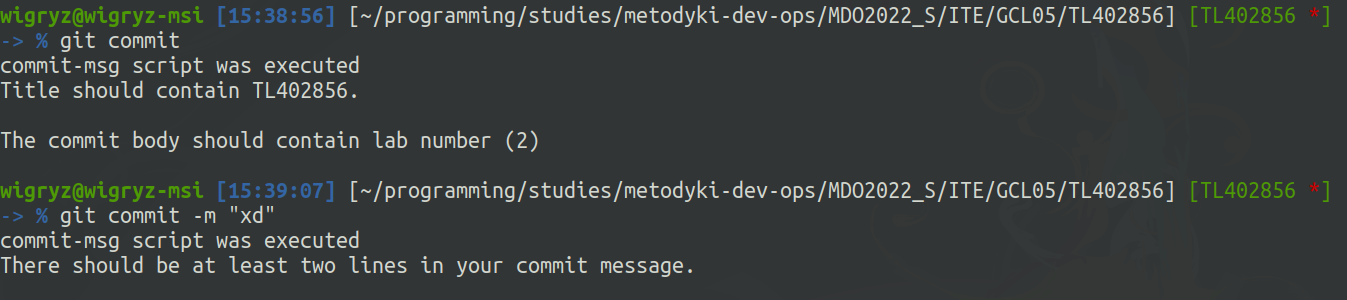 wigryz@wigryz-msi [15:38:56] [~/programming/studies/metodyki-dev-ops/MDO2022_S/ITE/GCL05/TL402856] [TL402856 *]
-> % git commit
commit-msg script was executed
Title should contain TL402856.
The commit body should contain lab number (2)
wigryz@wigryz-msi [15:39:07] [~/programming/studies/metodyki-dev-ops/MDO2022_S/ITE/GCL05/TL402856] [TL402856 *]
-> % git commit -m "xd"
commit-msg script was executed
There should be at least two lines in your commit message.